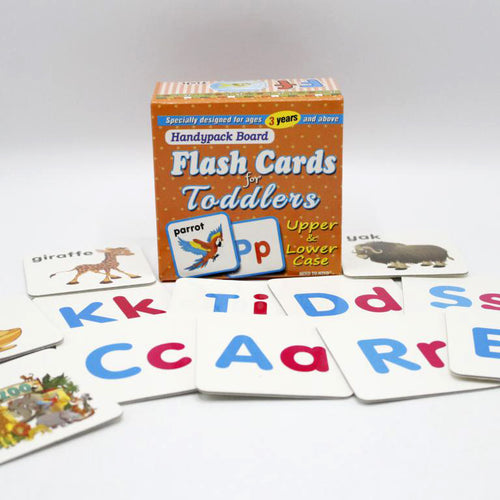 Specially designed for ages 3 years and above
Handypack Board
Flash Cards
for
Toddlers
parrot
Pp
Upper
&
Lower
Case
giraffe
yak
Kk
Ti
Dd
Ss
Cc
Aa
Rr
ZOO